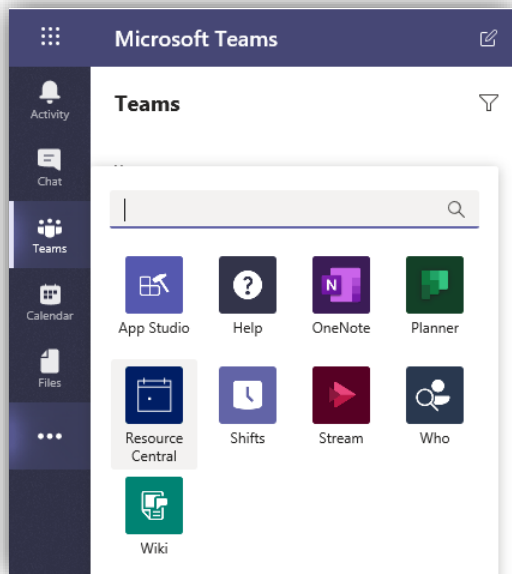 Microsoft Teams
Activity
Teams
Chat
Teams
App Studio
Help
N
OneNote
Planner
Calendar
Files
Resource
Central
Shifts
Stream
Who
Wiki